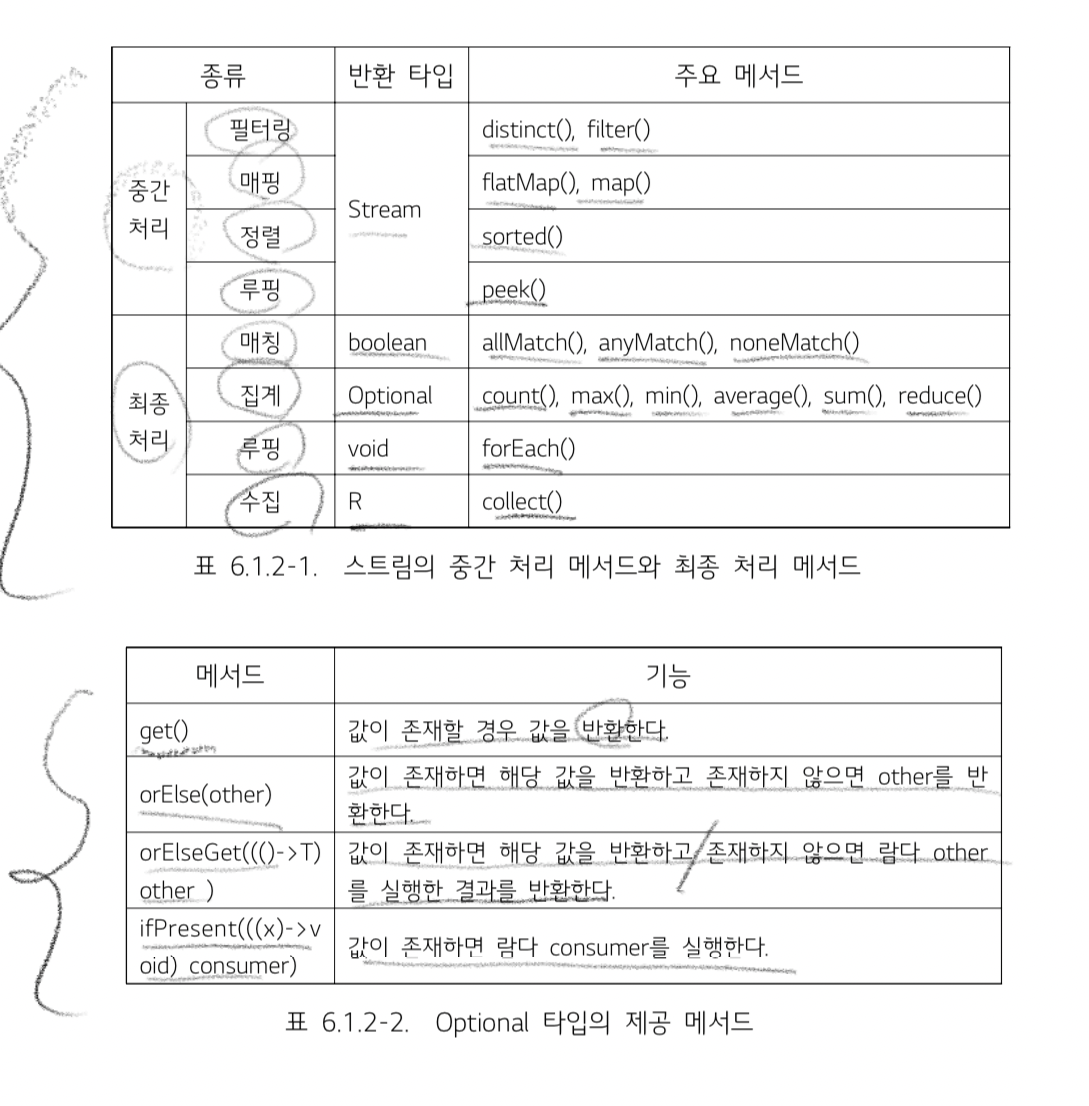 종류 반환 타입 주요 메서드
중간 처리 필터링 Stream distinct(), filter()
매핑 flatMap(), map()
정렬 sorted()
루핑 peek()
최종 처리 매칭 boolean allMatch(), anyMatch(), noneMatch()
집계 Optional count(), max(), min(), average(), sum(), reduce()
루핑 void forEach()
수집 R collect()
표 6.1.2-1. 스트림의 중간 처리 메서드와 최종 처리 메서드
메서드 기능
get() 값이 존재할 경우 값을 반환한다.
orElse(other) 값이 존재하면 해당 값을 반환하고 존재하지 않으면 other를 반
환한다.
orElseGet((()->T) 값이 존재하면 해당 값을 반환하고 존재하지 않으면 람다 other
other ) 를 실행한 결과를 반환한다.
ifPresent(((x)->v
oid) consumer) 값이 존재하면 람다 consumer를 실행한다.
표 6.1.2-2. Optional 타입의 제공 메서드